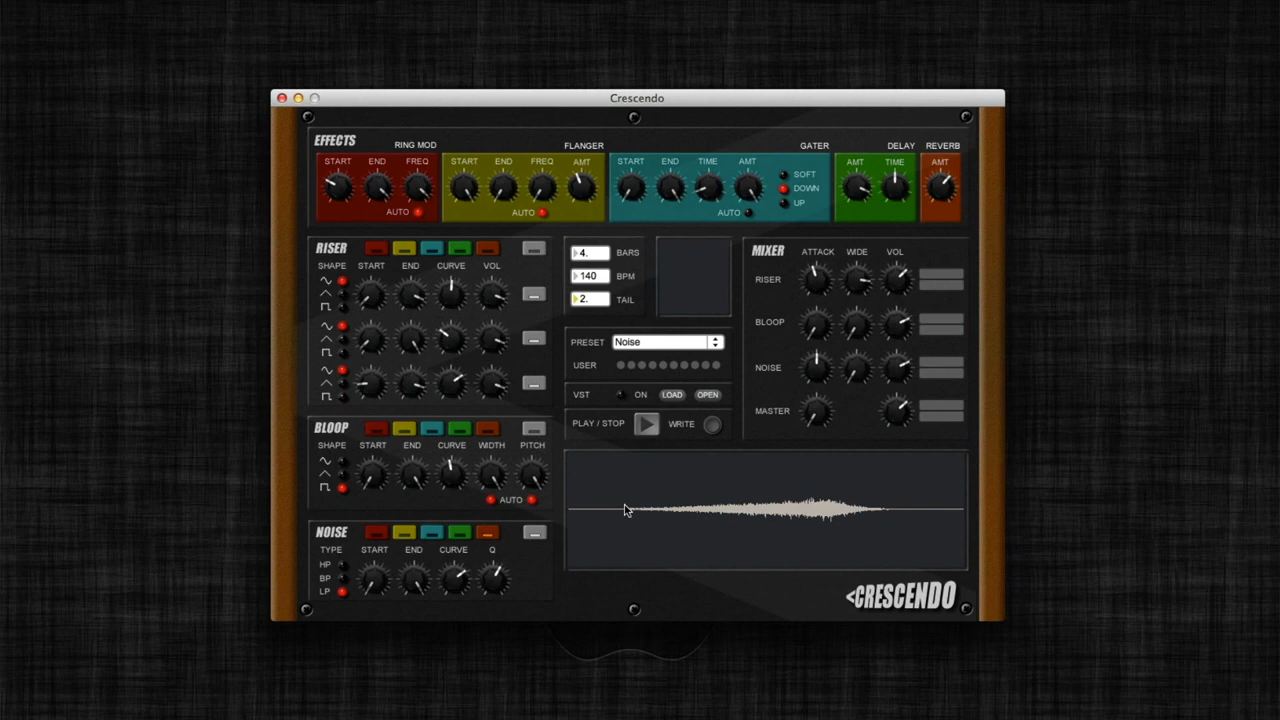 Crescendo
EFFECTS
RING MOD
FLANGER
GATER
DELAY
REVERB
START END FREQ
START END FREQ AMT
START END TIME AMT
AMT TIME
AMT
SOFT
DOWN
UP
AUTO
AUTO
AUTO
RISER
SHAPE START END CURVE VOL
4. BARS
140 BPM
2. TAIL
PRESET Noise
USER
VST ON LOAD OPEN
PLAY / STOP WRITE
MIXER ATTACK WIDE VOL
RISER
BLOOP
NOISE
MASTER
BLOOP
SHAPE START END CURVE WIDTH PITCH
AUTO
NOISE
TYPE START END CURVE Q
HP
BP
LP
<CRESCENDO